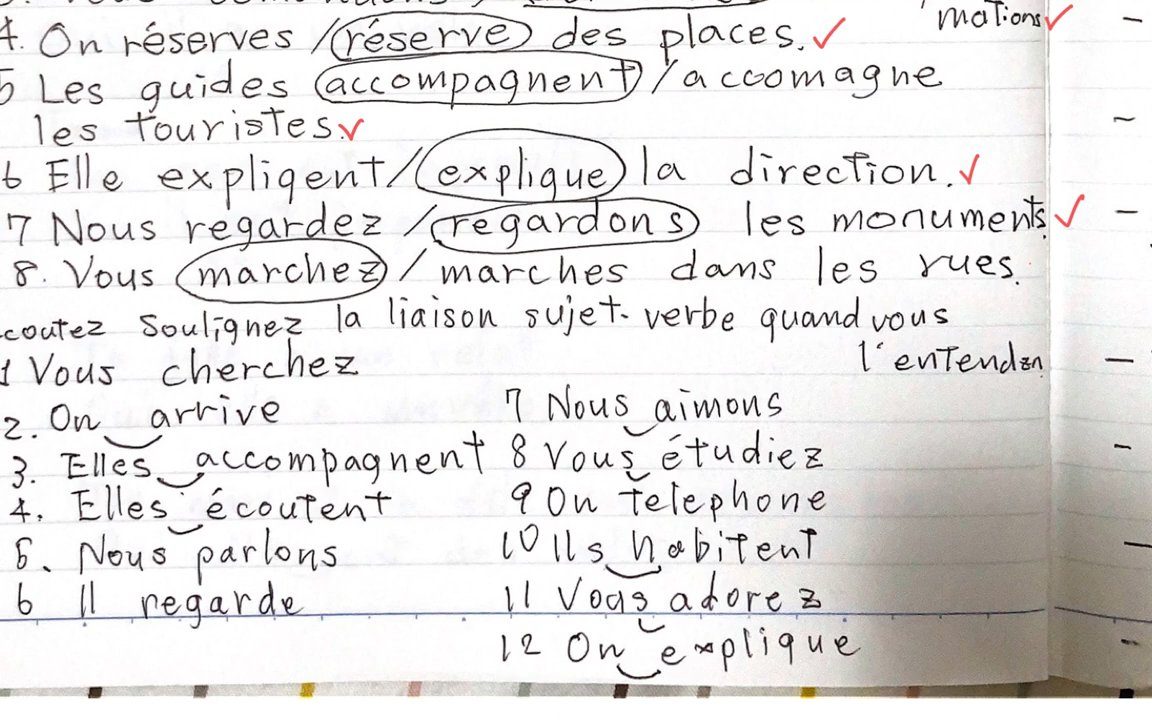 mations
4. On réserves / réserve des places.
5 Les guides accompagnent / accoomagne
les touristes.
6 Elle expliqent / explique la direction.
7 Nous regardez / regardons les monuments.
8. Vous marchez / marches dans les rues.
coutez Soulignez la liaison sujet-verbe quand vous
l'entendzn
1 Vous cherchez
2. On arrive
3. Elles accompagnent
4. Elles écoutent
5. Nous parlons
6 Il regarde
7 Nous aimons
8 Vous étudiez
9 On telephone
10 Ils habitent
11 Vous adorez
12 On explique